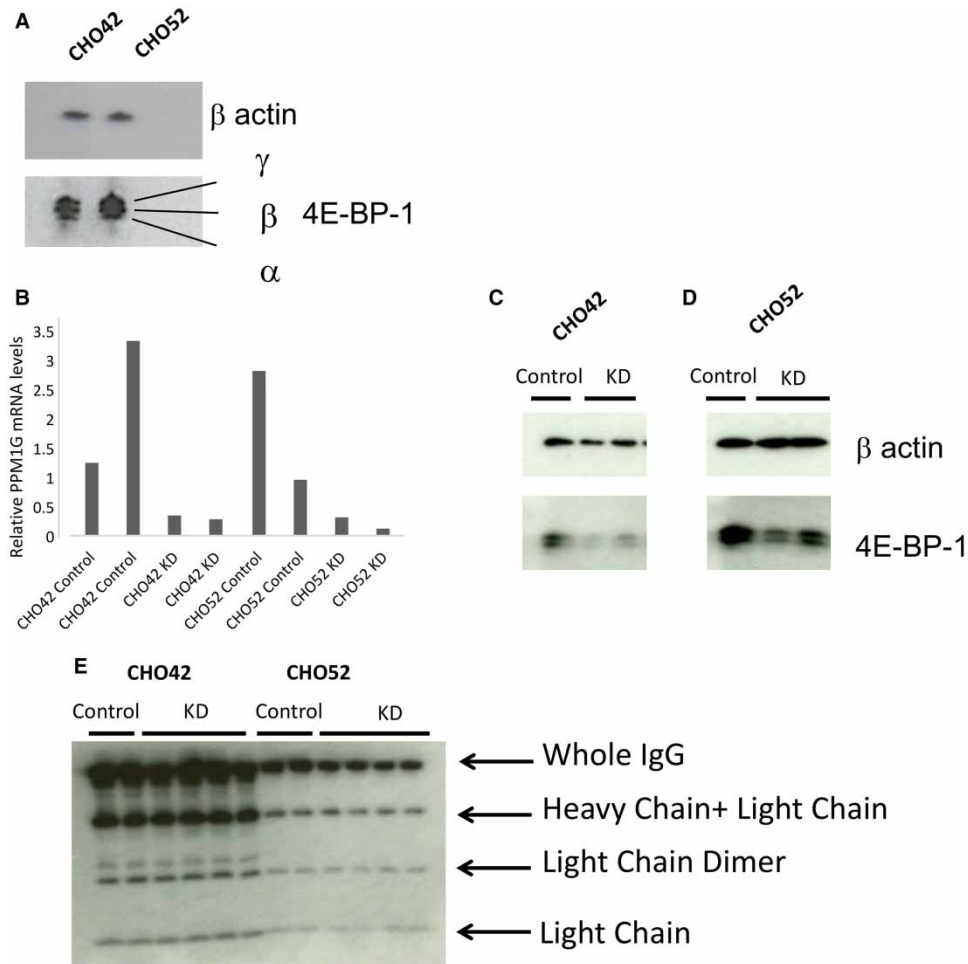 A
CHO42 CHO52
β actin
γ
β 4E-BP-1
α
B
Relative PPM1G mRNA levels
3.5
3
2.5
2
1.5
1
0.5
0
CHO42 Control
CHO42 Control
CHO42 KD
CHO42 KD
CHO52 Control
CHO52 Control
CHO52 KD
CHO52 KD
C
CHO42
Control KD
D
CHO52
Control KD
β actin
4E-BP-1
E
CHO42 CHO52
Control KD Control KD
Whole IgG
Heavy Chain+ Light Chain
Light Chain Dimer
Light Chain